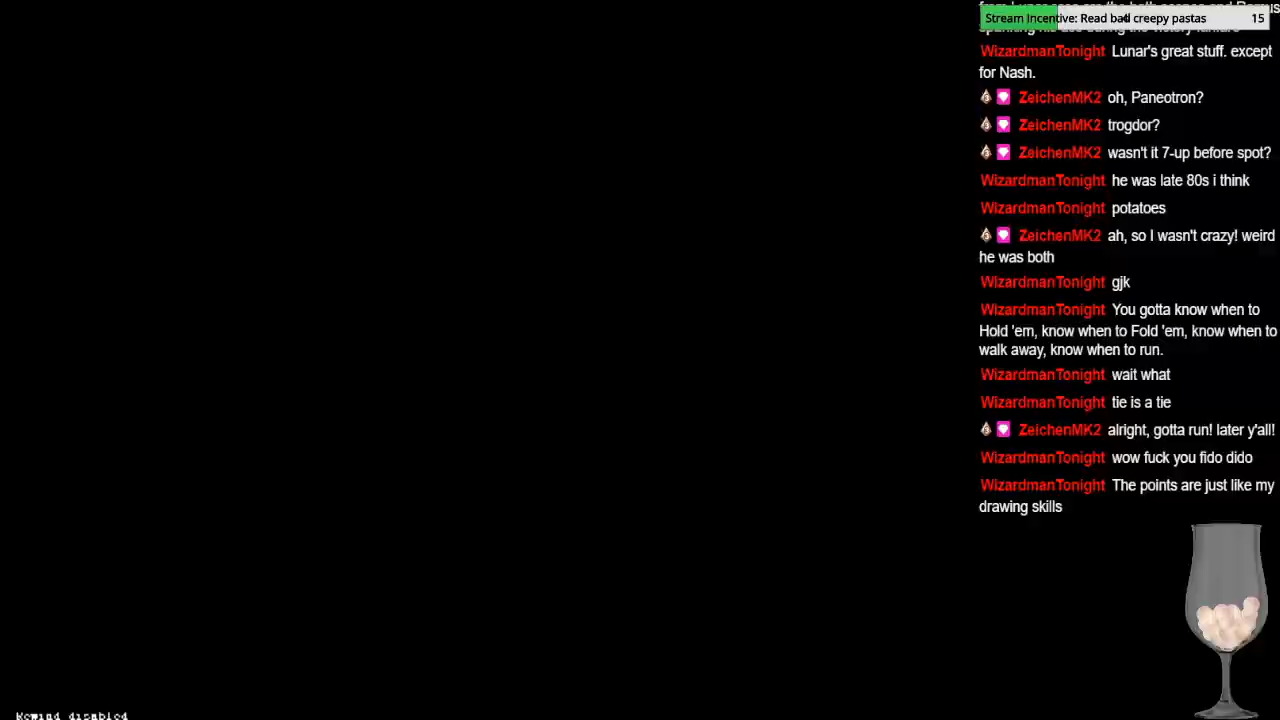 Stream Incentive: Read bad creepy pastas 15
WizardmanTonight Lunar's great stuff. except
for Nash.
ZeichenMK2 oh, Paneotron?
ZeichenMK2 trogdor?
ZeichenMK2 wasn't it 7-up before spot?
WizardmanTonight he was late 80s i think
WizardmanTonight potatoes
ZeichenMK2 ah, so I wasn't crazy! weird
he was both
WizardmanTonight gjk
WizardmanTonight You gotta know when to
Hold 'em, know when to Fold 'em, know when to
walk away, know when to run.
WizardmanTonight wait what
WizardmanTonight tie is a tie
ZeichenMK2 alright, gotta run! later y'all!
WizardmanTonight wow fuck you fido dido
WizardmanTonight The points are just like my
drawing skills
Rewind disabled